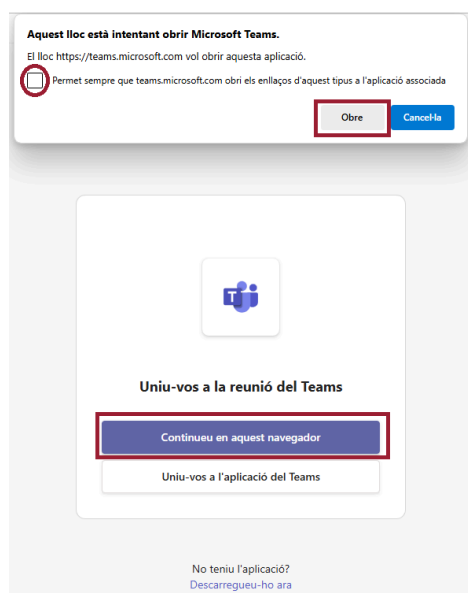 Aquest lloc està intentant obrir Microsoft Teams.
El lloc https://teams.microsoft.com vol obrir aquesta aplicació.
Permet sempre que teams.microsoft.com obri els enllaços d'aquest tipus a l'aplicació associada
Obre
Cancel·la
T
Uniu-vos a la reunió del Teams
Continueu en aquest navegador
Uniu-vos a l'aplicació del Teams
No teniu l'aplicació?
Descarregueu-ho ara